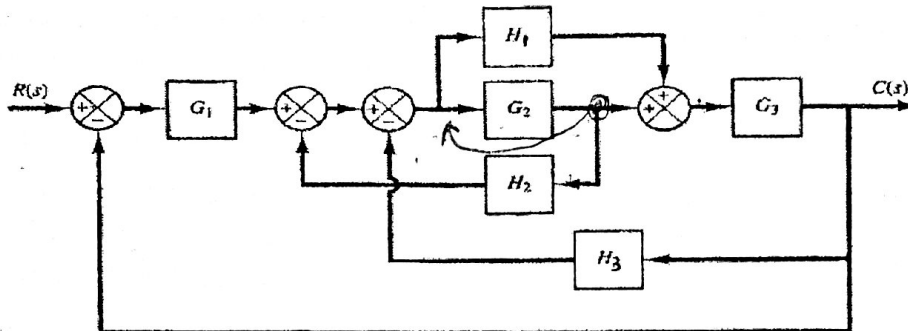 H₁
R(s) + − G₁ + − + − G₂ + + G₃ C(s)
H₂
H₃